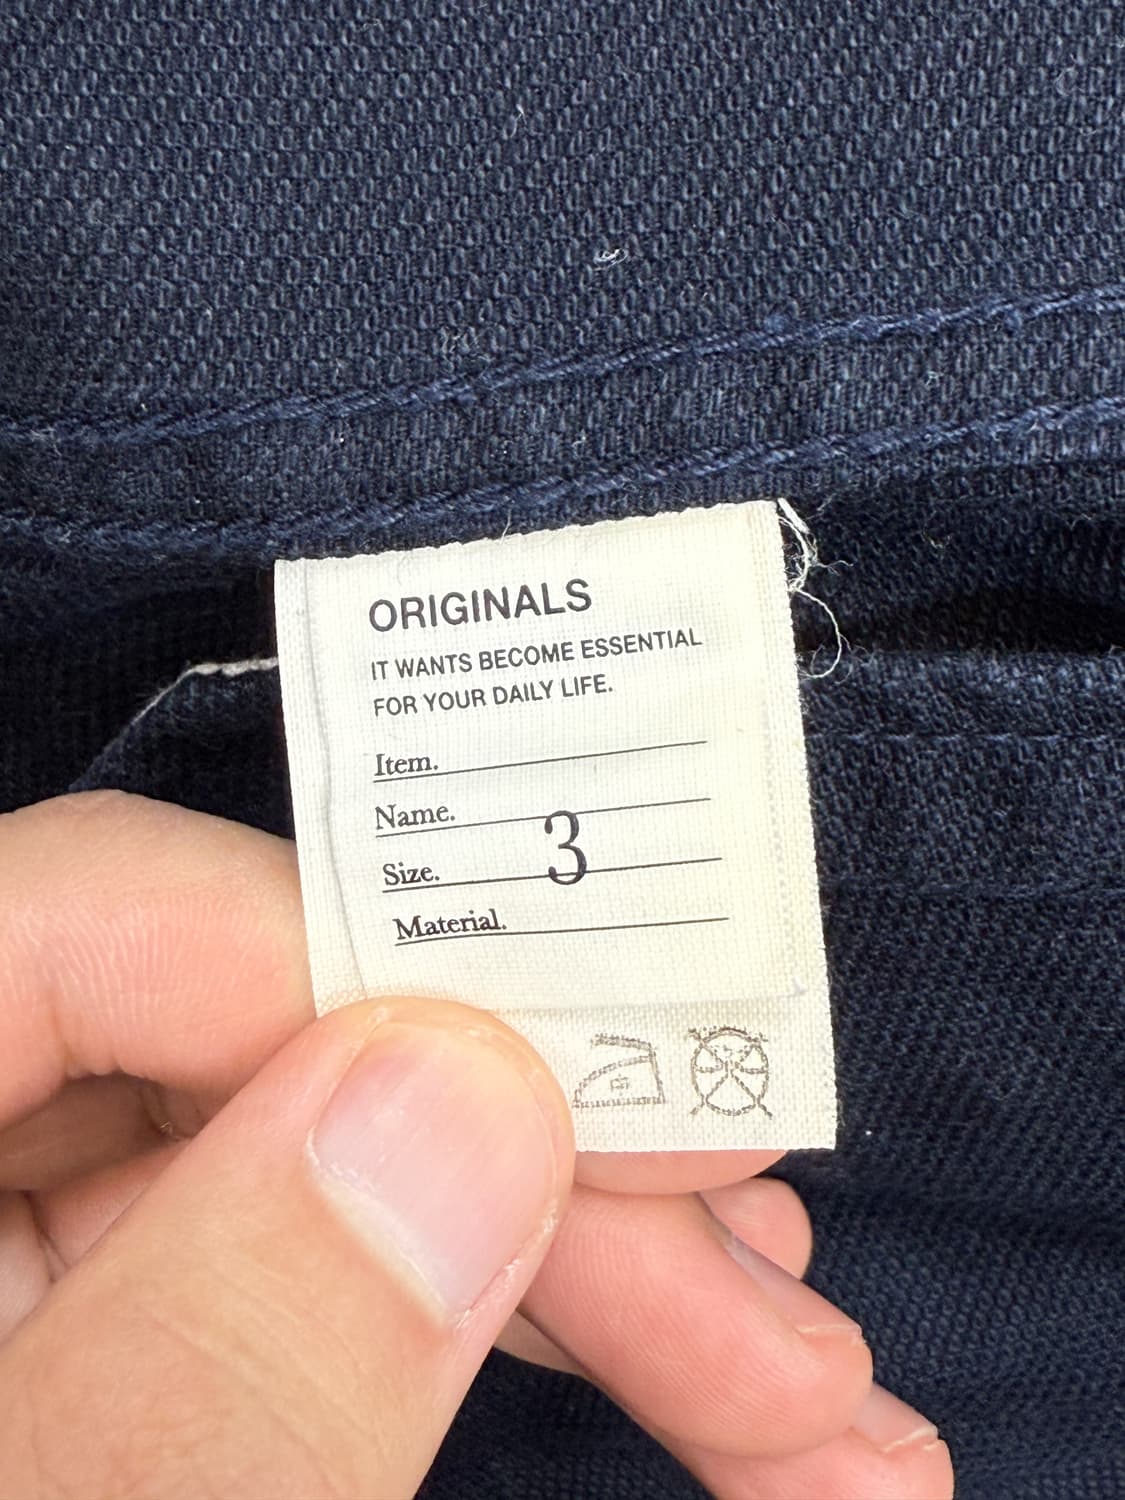 ORIGINALS
IT WANTS BECOME ESSENTIAL
FOR YOUR DAILY LIFE.
Item.
Name.
Size. 3
Material.